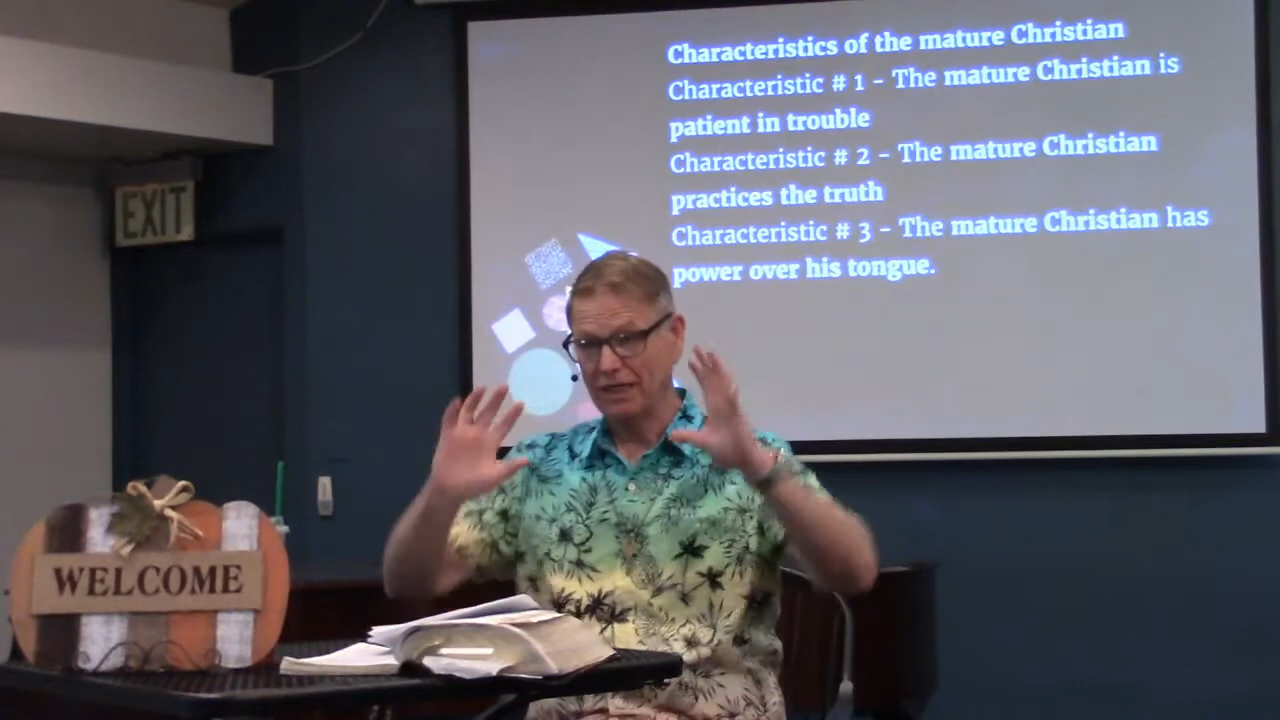 Characteristics of the mature Christian
Characteristic # 1 - The mature Christian is
patient in trouble
Characteristic # 2 - The mature Christian
practices the truth
Characteristic # 3 - The mature Christian has
power over his tongue.
EXIT
WELCOME